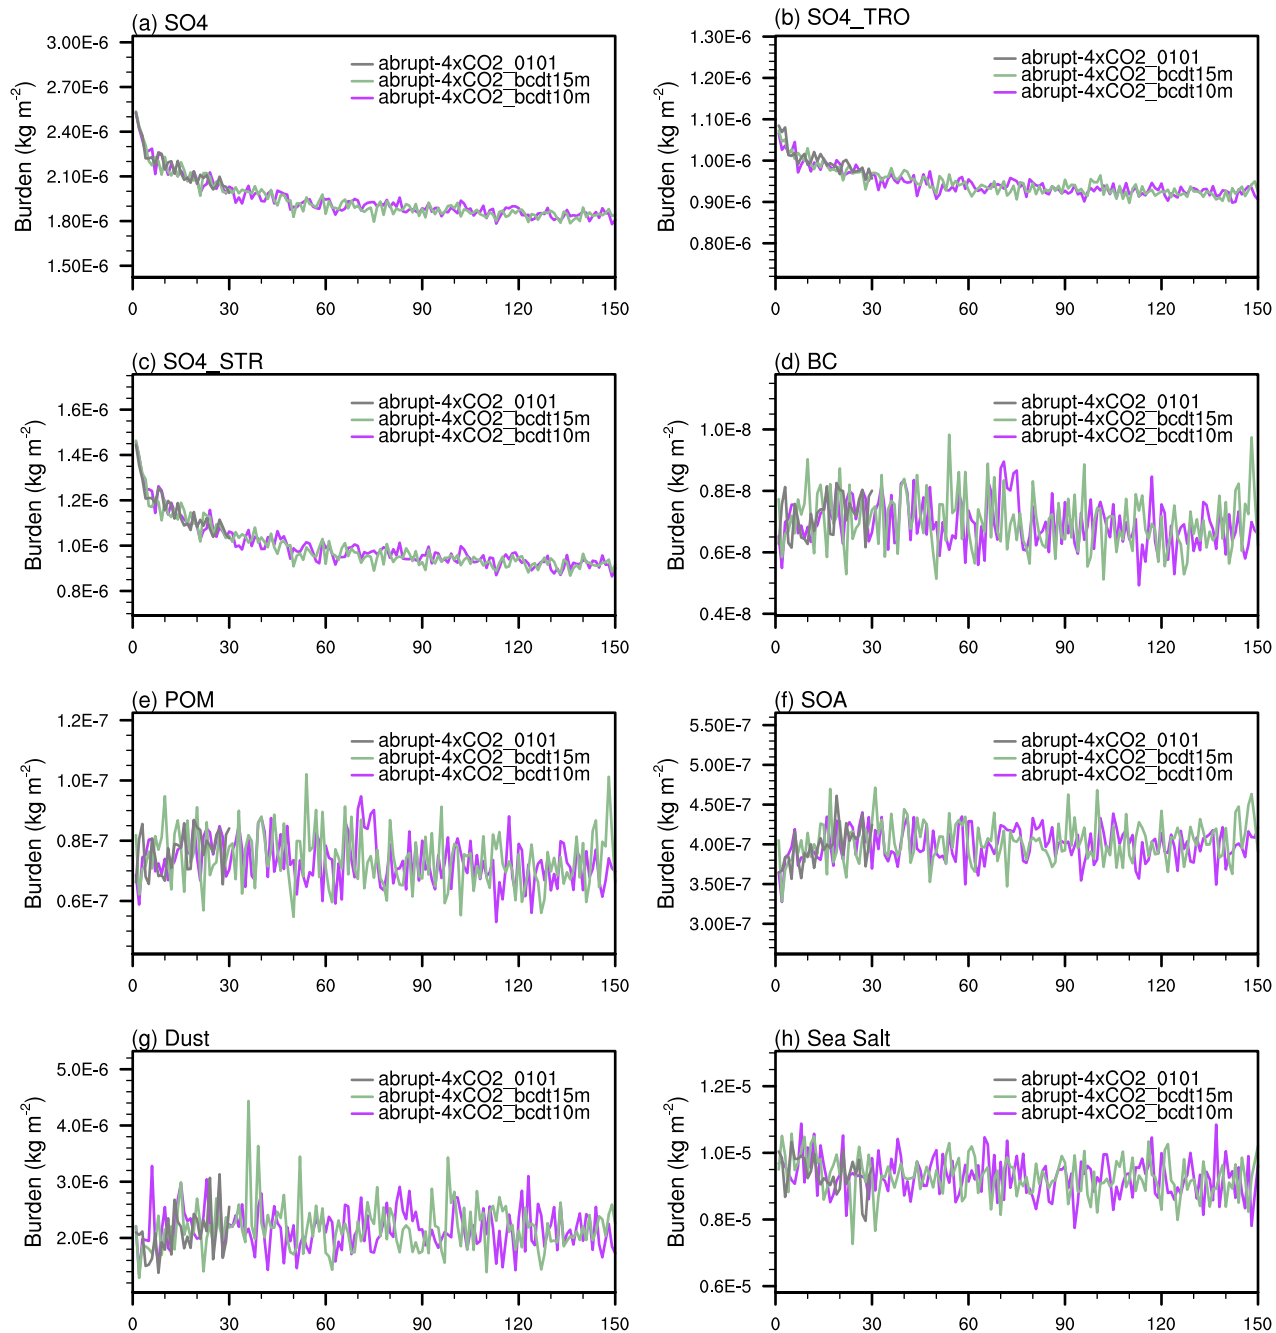 (a) SO4
3.00E-6
2.70E-6
2.40E-6
2.10E-6
1.80E-6
1.50E-6
Burden (kg m-2)
abrupt-4xCO2_0101
abrupt-4xCO2_bcdt15m
abrupt-4xCO2_bcdt10m
0 30 60 90 120 150
(b) SO4_TRO
1.30E-6
1.20E-6
1.10E-6
1.00E-6
0.90E-6
0.80E-6
Burden (kg m-2)
abrupt-4xCO2_0101
abrupt-4xCO2_bcdt15m
abrupt-4xCO2_bcdt10m
0 30 60 90 120 150
(c) SO4_STR
1.6E-6
1.4E-6
1.2E-6
1.0E-6
0.8E-6
Burden (kg m-2)
abrupt-4xCO2_0101
abrupt-4xCO2_bcdt15m
abrupt-4xCO2_bcdt10m
0 30 60 90 120 150
(d) BC
1.0E-8
0.8E-8
0.6E-8
0.4E-8
Burden (kg m-2)
abrupt-4xCO2_0101
abrupt-4xCO2_bcdt15m
abrupt-4xCO2_bcdt10m
0 30 60 90 120 150
(e) POM
1.2E-7
1.0E-7
0.8E-7
0.6E-7
Burden (kg m-2)
abrupt-4xCO2_0101
abrupt-4xCO2_bcdt15m
abrupt-4xCO2_bcdt10m
0 30 60 90 120 150
(f) SOA
5.50E-7
5.00E-7
4.50E-7
4.00E-7
3.50E-7
3.00E-7
Burden (kg m-2)
abrupt-4xCO2_0101
abrupt-4xCO2_bcdt15m
abrupt-4xCO2_bcdt10m
0 30 60 90 120 150
(g) Dust
5.0E-6
4.0E-6
3.0E-6
2.0E-6
Burden (kg m-2)
abrupt-4xCO2_0101
abrupt-4xCO2_bcdt15m
abrupt-4xCO2_bcdt10m
0 30 60 90 120 150
(h) Sea Salt
1.2E-5
1.0E-5
0.8E-5
0.6E-5
Burden (kg m-2)
abrupt-4xCO2_0101
abrupt-4xCO2_bcdt15m
abrupt-4xCO2_bcdt10m
0 30 60 90 120 150